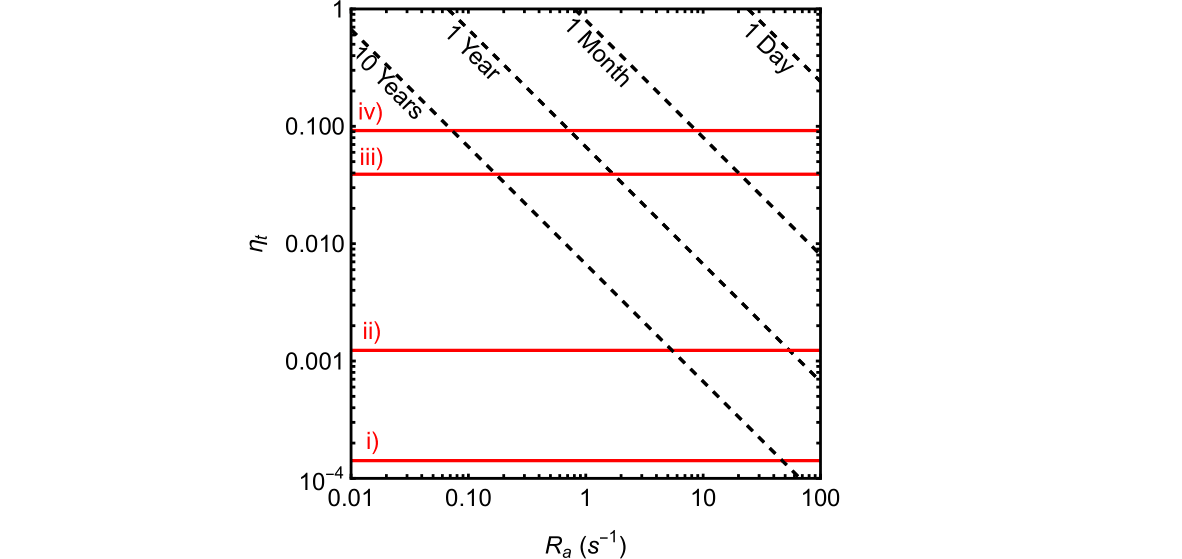 1
0.100
0.010
0.001
10⁻⁴
ηt
10 Years
1 Year
1 Month
1 Day
iv)
iii)
ii)
i)
0.01 0.10 1 10 100
Ra (s⁻¹)